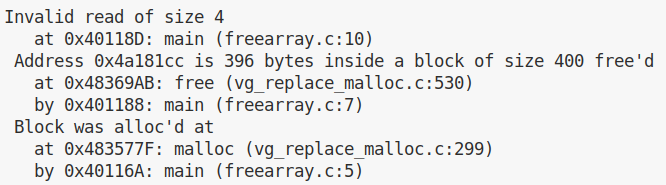 Invalid read of size 4
   at 0x40118D: main (freearray.c:10)
 Address 0x4a181cc is 396 bytes inside a block of size 400 free'd
   at 0x48369AB: free (vg_replace_malloc.c:530)
   by 0x401188: main (freearray.c:7)
 Block was alloc'd at
   at 0x483577F: malloc (vg_replace_malloc.c:299)
   by 0x40116A: main (freearray.c:5)